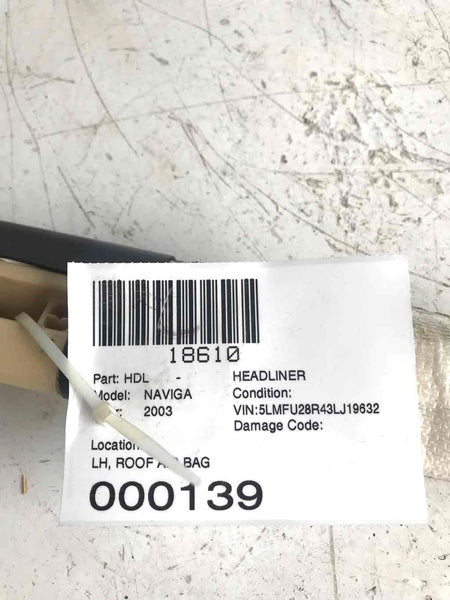 18610
Part: HDL - HEADLINER
Model: NAVIGA Condition:
2003 VIN:5LMFU28R43LJ19632
Damage Code:
Location
LH, ROOF BAG
000139